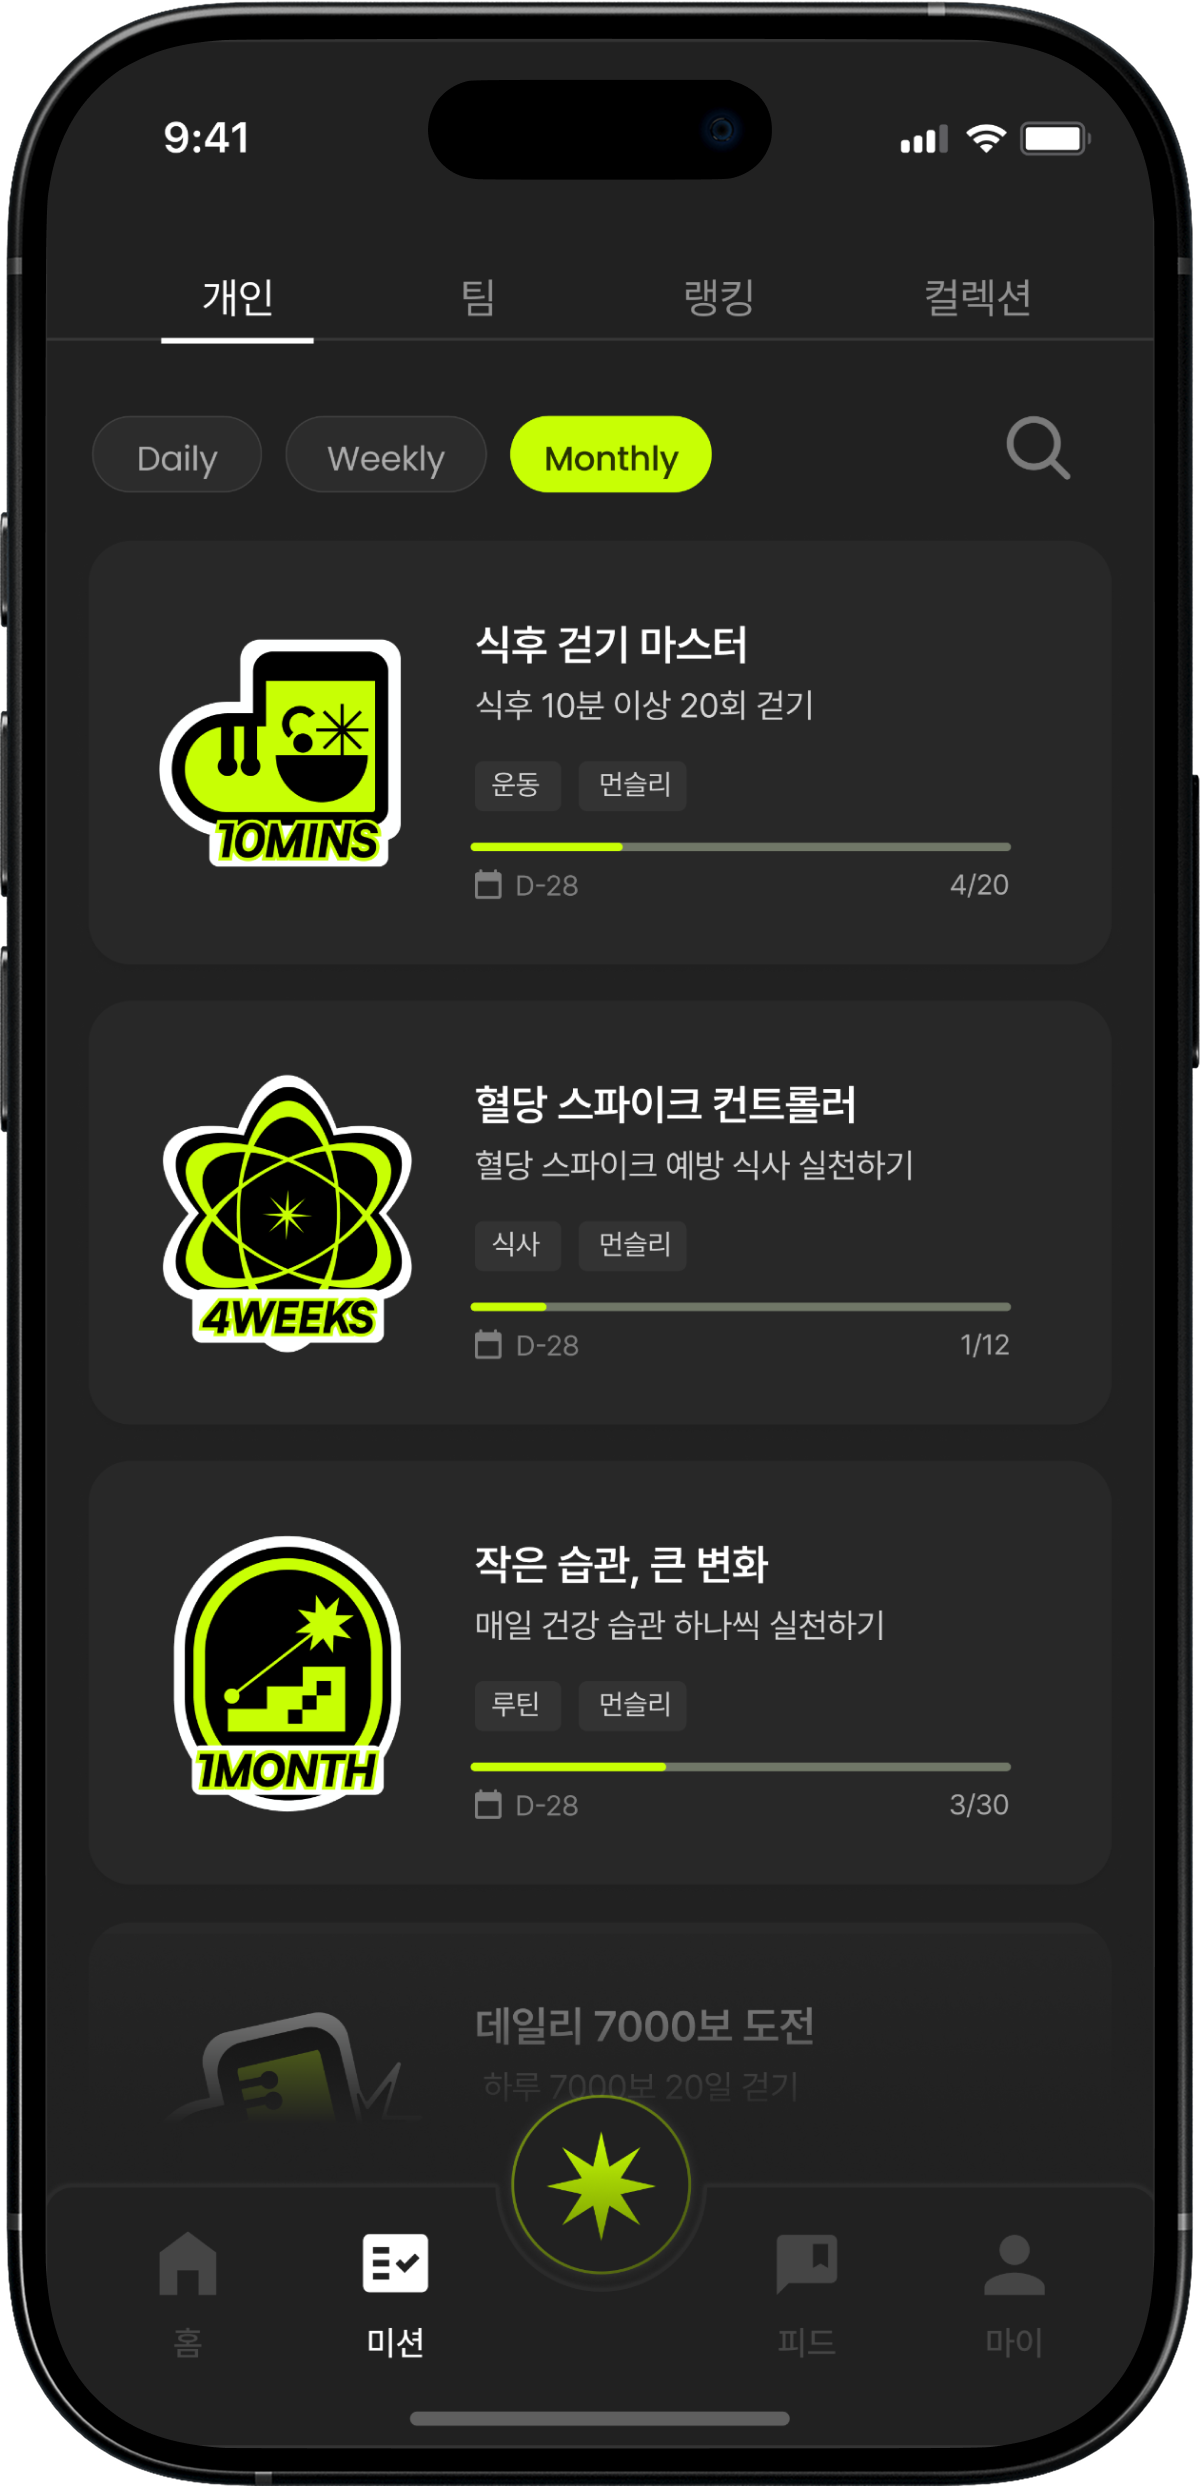 9:41
개인 팀 랭킹 컬렉션
Daily Weekly Monthly
식후 걷기 마스터
식후 10분 이상 20회 걷기
운동 먼슬리
10MINS
D-28 4/20
혈당 스파이크 컨트롤러
혈당 스파이크 예방 식사 실천하기
식사 먼슬리
4WEEKS
D-28 1/12
작은 습관, 큰 변화
매일 건강 습관 하나씩 실천하기
루틴 먼슬리
1MONTH
D-28 3/30
데일리 7000보 도전
하루 7000보 20일 걷기
홈 미션 피드 마이